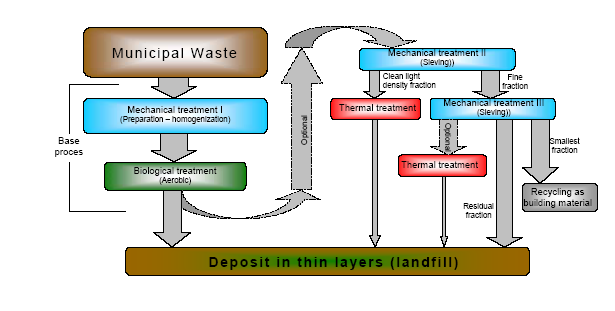 Municipal Waste
Mechanical treatment I
(Preparation – homogenization)
Base
proces
Biological treatment
(Aerobic)
Optional
Mechanical treatment II
(Sieving))
Clean light
density fraction
Fine
fraction
Thermal treatment
Mechanical treatment III
(Sieving))
Optional
Thermal treatment
Smallest
fraction
Recycling as
building material
Residual
fraction
Deposit in thin layers (landfill)